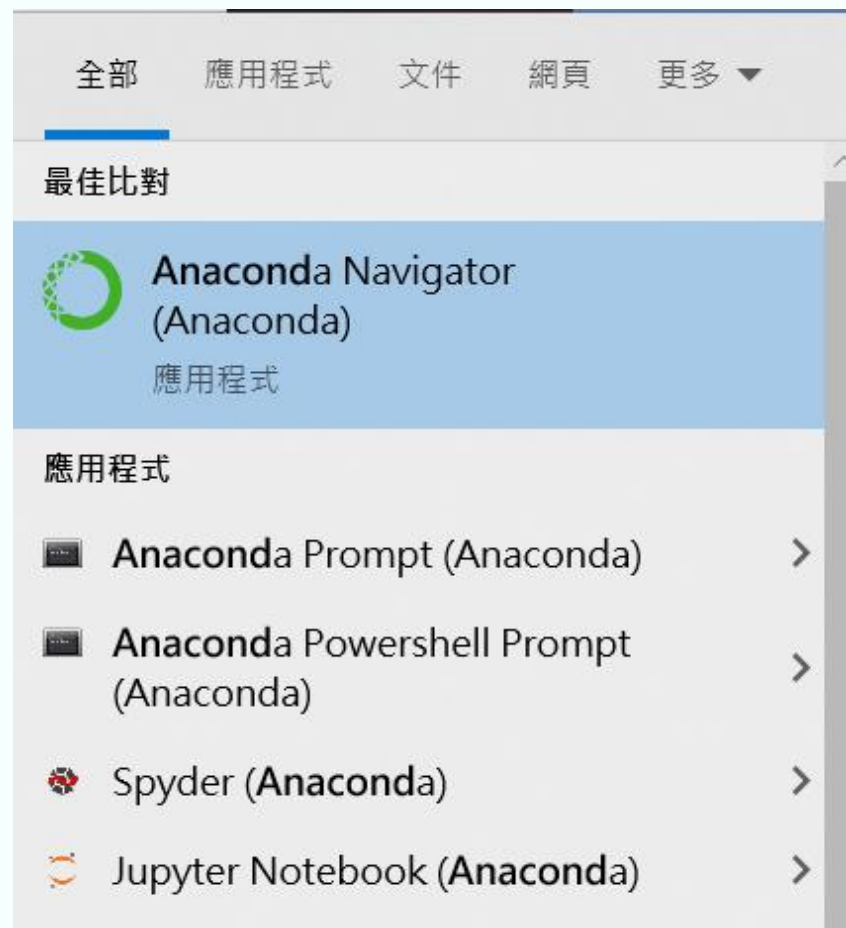 全部 應用程式 文件 網頁 更多
最佳比對
Anaconda Navigator
(Anaconda)
應用程式
應用程式
Anaconda Prompt (Anaconda)
Anaconda Powershell Prompt
(Anaconda)
Spyder (Anaconda)
Jupyter Notebook (Anaconda)